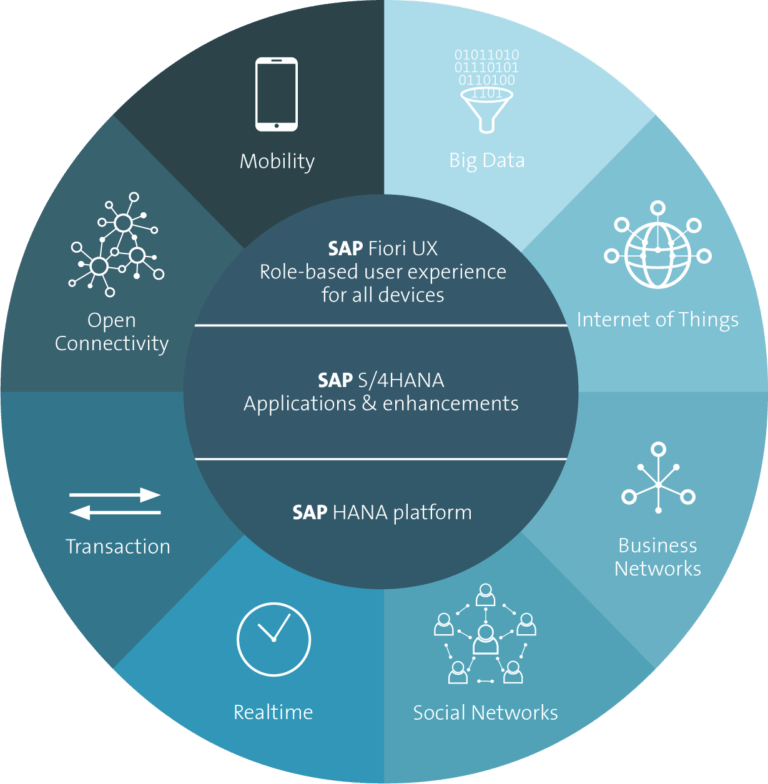 Mobility
01011010
01110101
0110100
1101
Big Data
Open
Connectivity
SAP Fiori UX
Role-based user experience
for all devices
Internet of Things
SAP S/4HANA
Applications & enhancements
SAP HANA platform
Transaction
Business
Networks
Realtime
Social Networks